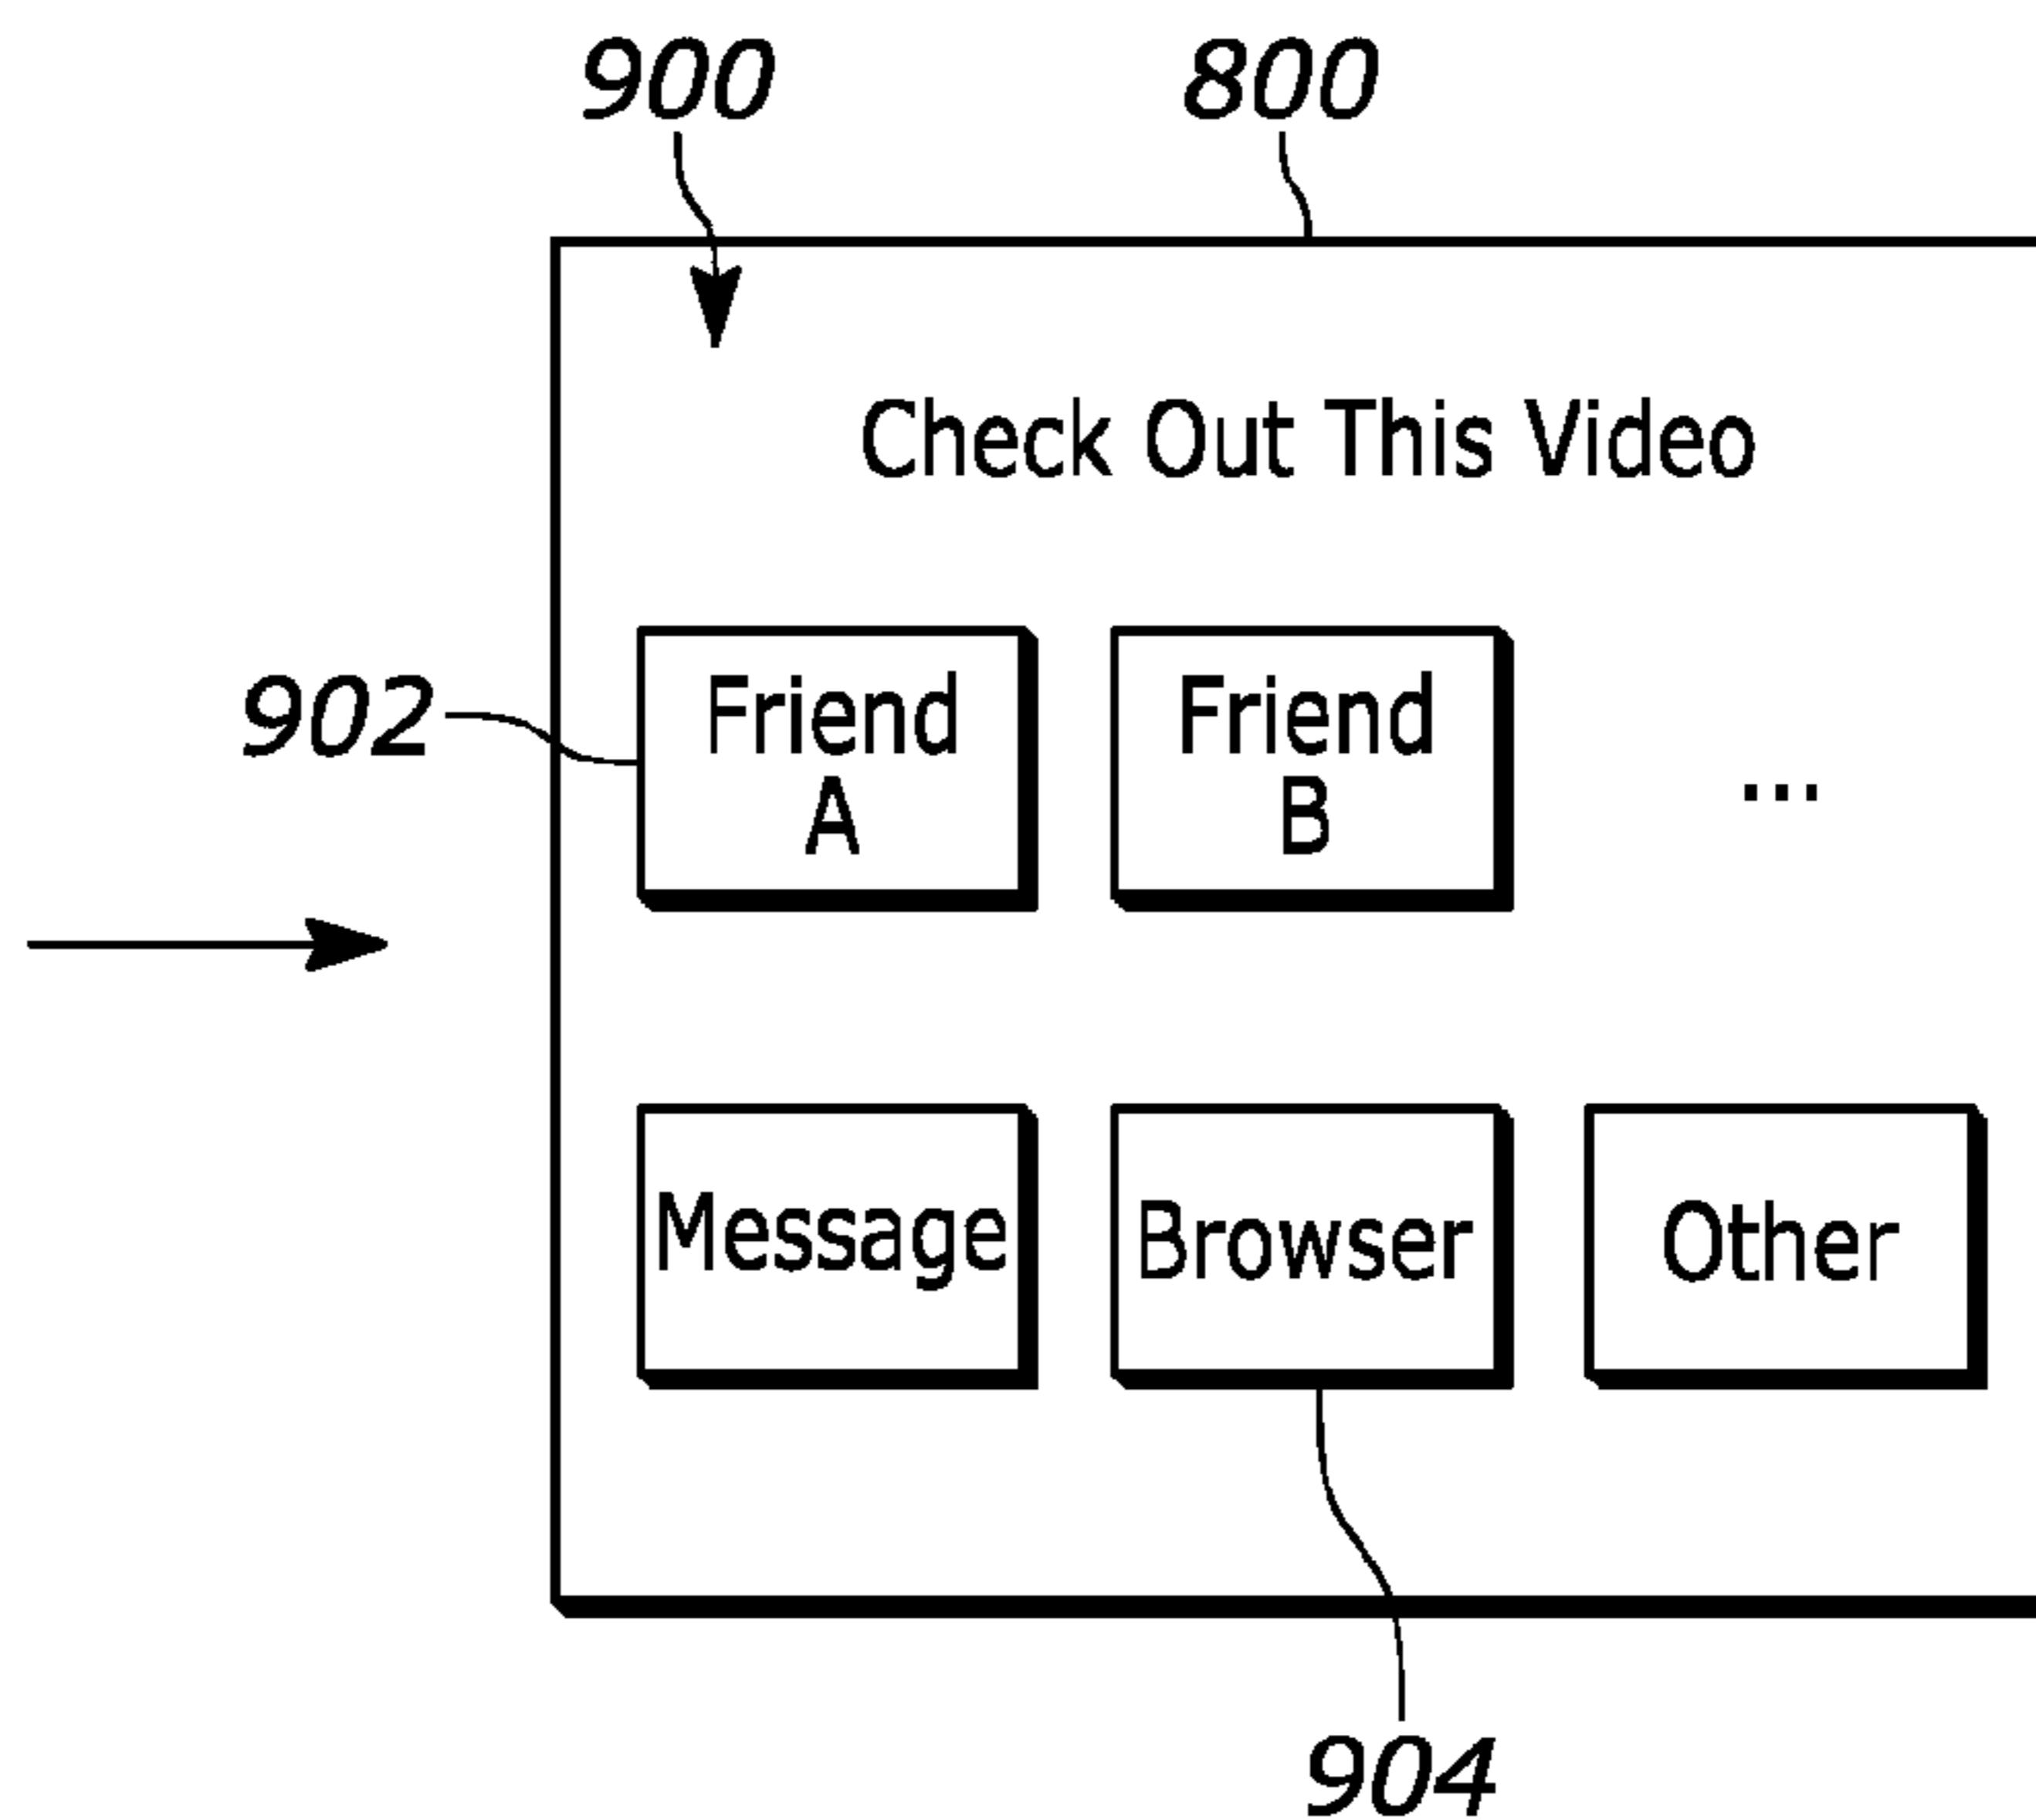 900
800
Check Out This Video
902
Friend
A
Friend
B
...
Message
Browser
Other
904